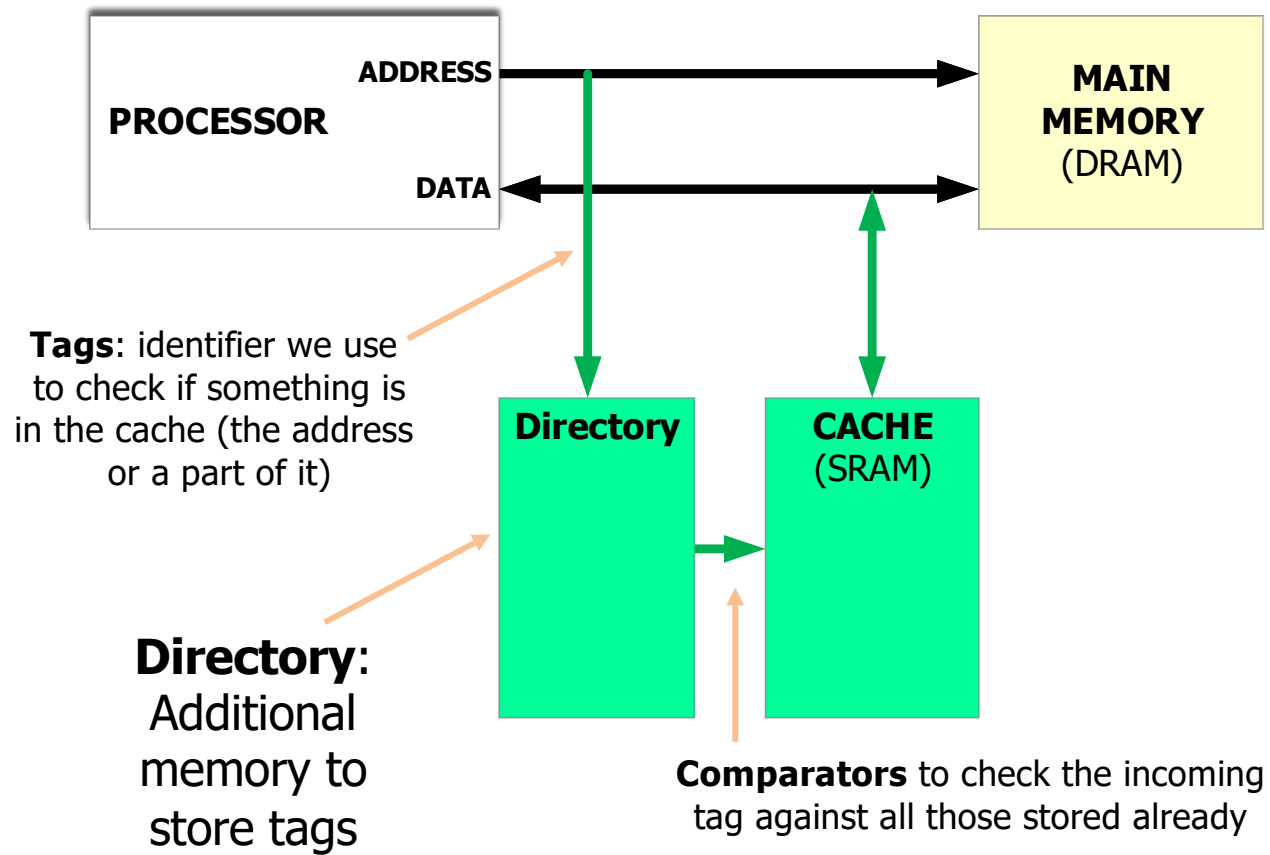 ADDRESS
PROCESSOR
DATA
MAIN
MEMORY
(DRAM)
Tags: identifier we use
to check if something is
in the cache (the address
or a part of it)
Directory
CACHE
(SRAM)
Directory:
Additional
memory to
store tags
Comparators to check the incoming
tag against all those stored already